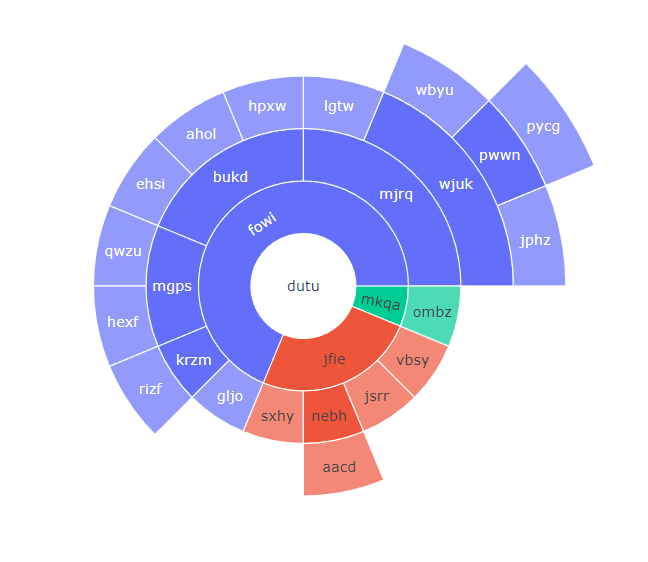 wbyu
hpxw
lgtw
pycg
ahol
pwwn
bukd
ehsi
wjuk
mjrq
fowi
jphz
qwzu
mgps
dutu
mkqa
ombz
hexf
jfie
krzm
vbsy
rizf
gljo
jsrr
sxhy
nebh
aacd